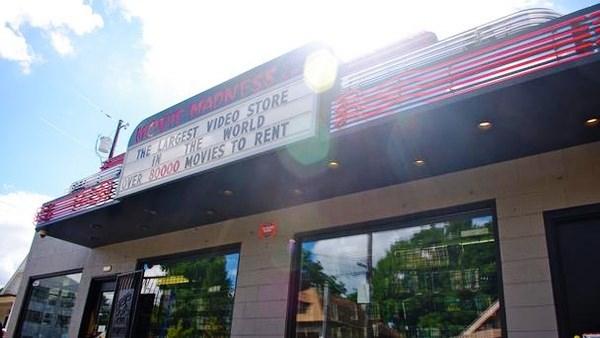 MOVIE MADNESS
THE LARGEST VIDEO STORE
IN THE WORLD
OVER 80000 MOVIES TO RENT